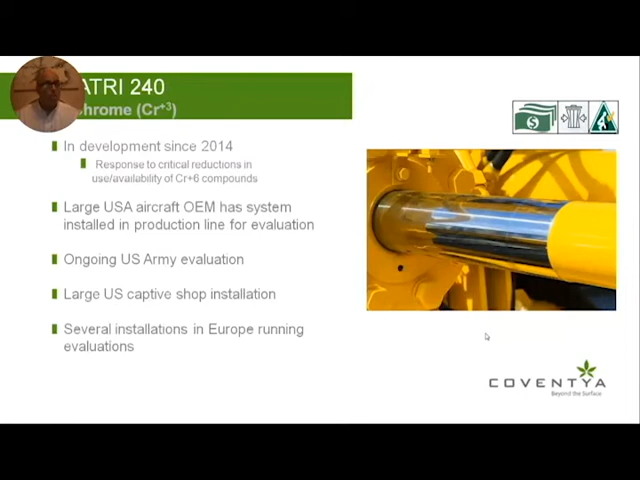 ATRI 240
hrome (Cr+3)
In development since 2014
Response to critical reductions in
use/availability of Cr+6 compounds
Large USA aircraft OEM has system
installed in production line for evaluation
Ongoing US Army evaluation
Large US captive shop installation
Several installations in Europe running
evaluations
COVENTYA
Beyond the Surface